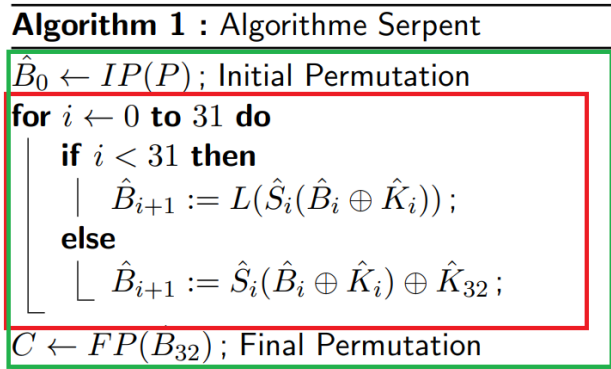 Algorithm 1 : Algorithme Serpent
B̂₀ ← IP(P) ; Initial Permutation
for i ← 0 to 31 do
if i < 31 then
B̂ᵢ₊₁ := L(Ŝᵢ(B̂ᵢ ⊕ K̂ᵢ)) ;
else
B̂ᵢ₊₁ := Ŝᵢ(B̂ᵢ ⊕ K̂ᵢ) ⊕ K̂₃₂ ;
C ← FP(B̂₃₂) ; Final Permutation